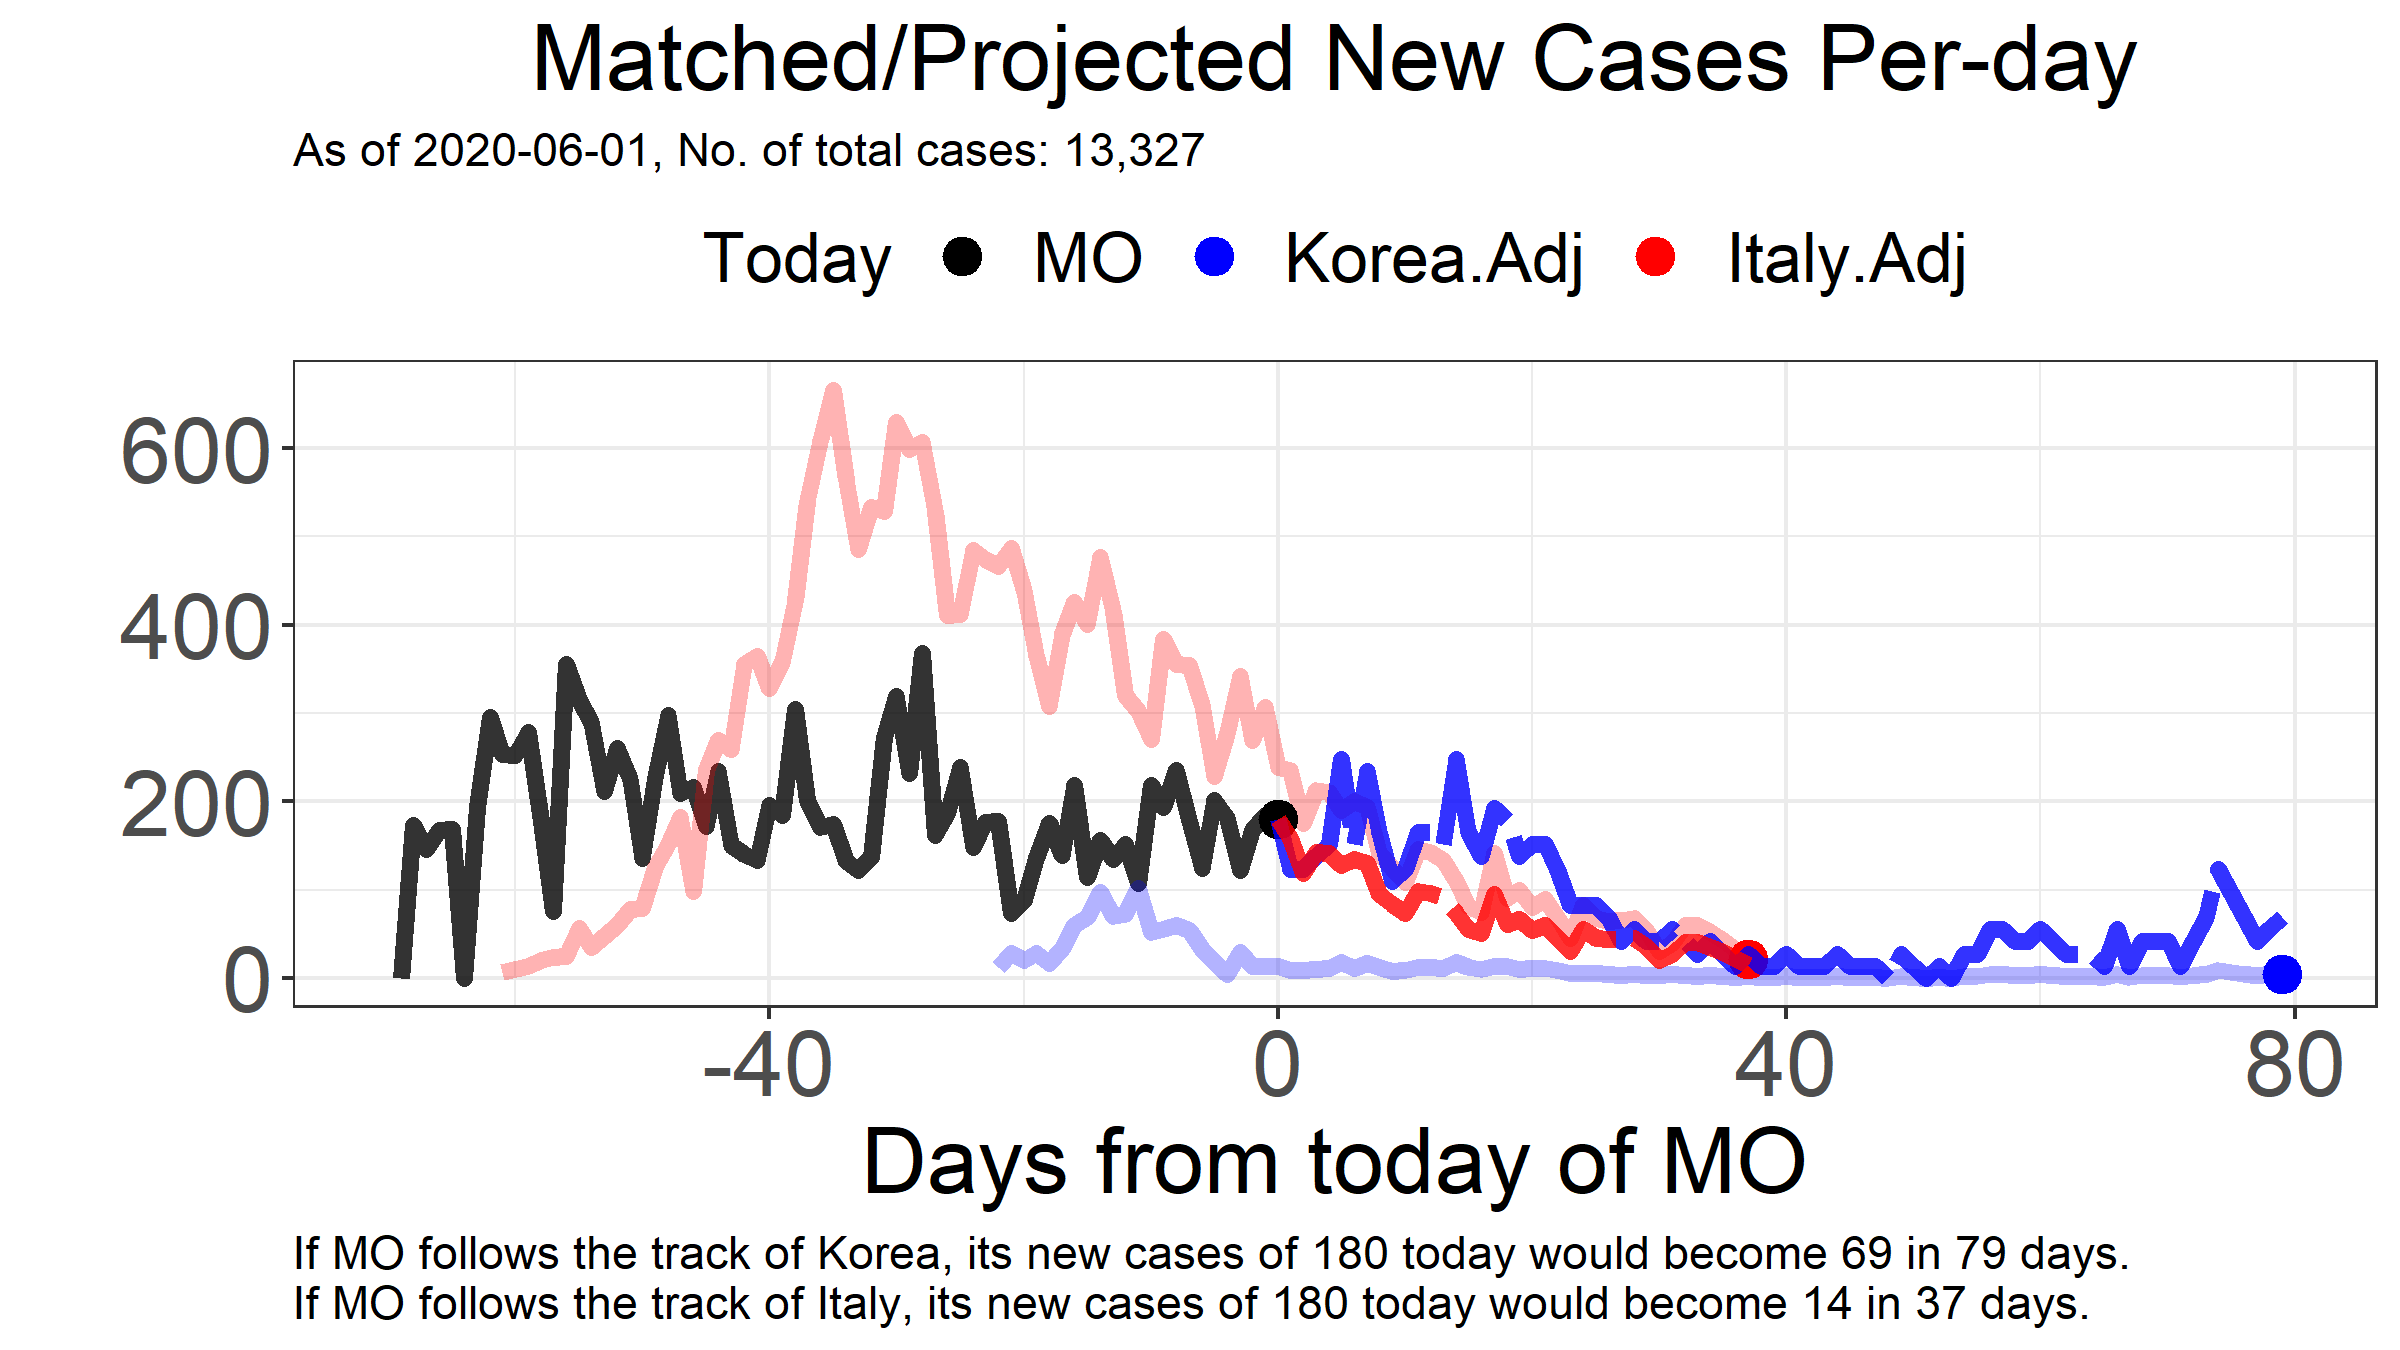 Matched/Projected New Cases Per-day
As of 2020-06-01, No. of total cases: 13,327
Today MO Korea.Adj Italy.Adj
600
400
200
0
-40 0 40 80
Days from today of MO
If MO follows the track of Korea, its new cases of 180 today would become 69 in 79 days.
If MO follows the track of Italy, its new cases of 180 today would become 14 in 37 days.